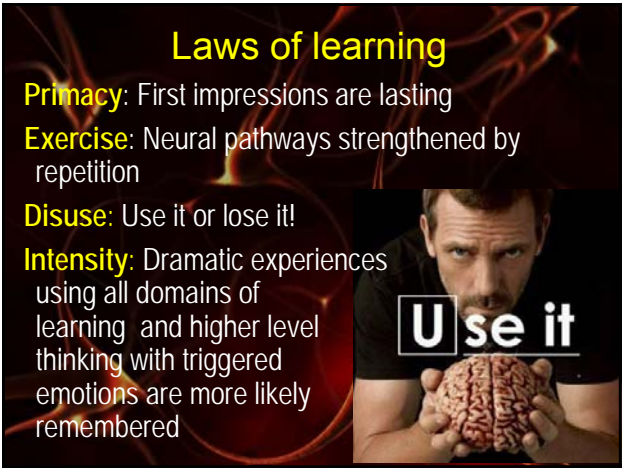 Laws of learning
Primacy: First impressions are lasting
Exercise: Neural pathways strengthened by
repetition
Disuse: Use it or lose it!
Intensity: Dramatic experiences
using all domains of
learning and higher level
thinking with triggered
emotions are more likely
remembered
Use it